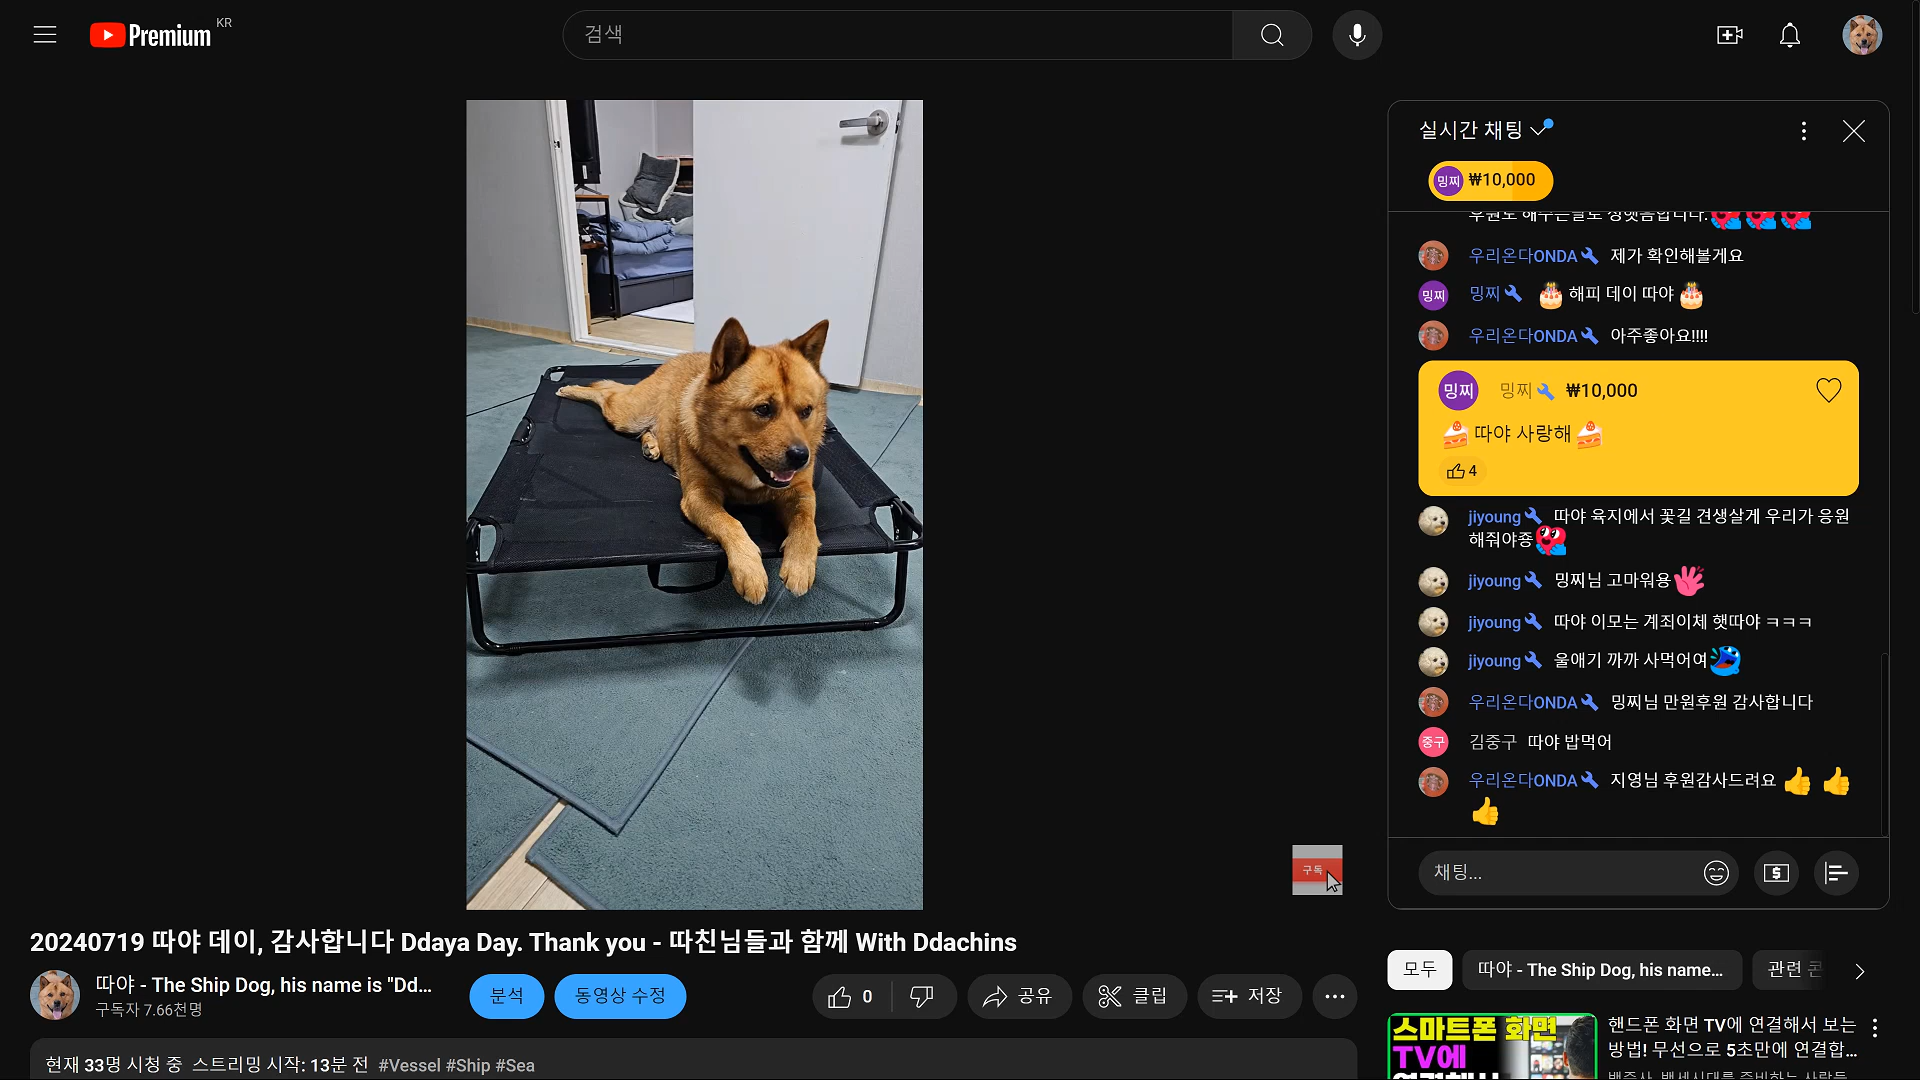 Premium KR
검색
실시간 채팅
밍찌 ₩10,000
후원도 해주는걸로
우리온다ONDA 제가 확인해볼게요
밍찌 밍찌 해피 데이 따야
우리온다ONDA 아주좋아요!!!!
밍찌 밍찌 ₩10,000
따야 사랑해
4
jiyoung 따야 육지에서 꽃길 견생살게 우리가 응원
해줘야죵
jiyoung 밍찌님 고마워용
jiyoung 따야 이모는 계죄이체 햇따야 ㅋㅋㅋ
jiyoung 울애기 까까 사먹어여
우리온다ONDA 밍찌님 만원후원 감사합니다
중구 김중구 따야 밥먹어
우리온다ONDA 지영님 후원감사드려요
채팅...
구독
20240719 따야 데이, 감사합니다 Ddaya Day. Thank you - 따친님들과 함께 With Ddachins
따야 - The Ship Dog, his name is "Dd...
구독자 7.66천명
분석
동영상 수정
0
공유
클립
저장
현재 33명 시청 중 스트리밍 시작: 13분 전 #Vessel #Ship #Sea
모두
따야 - The Ship Dog, his name...
관련
스마트폰 화면
TV에
핸드폰 화면 TV에 연결해서 보는
방법! 무선으로 5초만에 연결합...